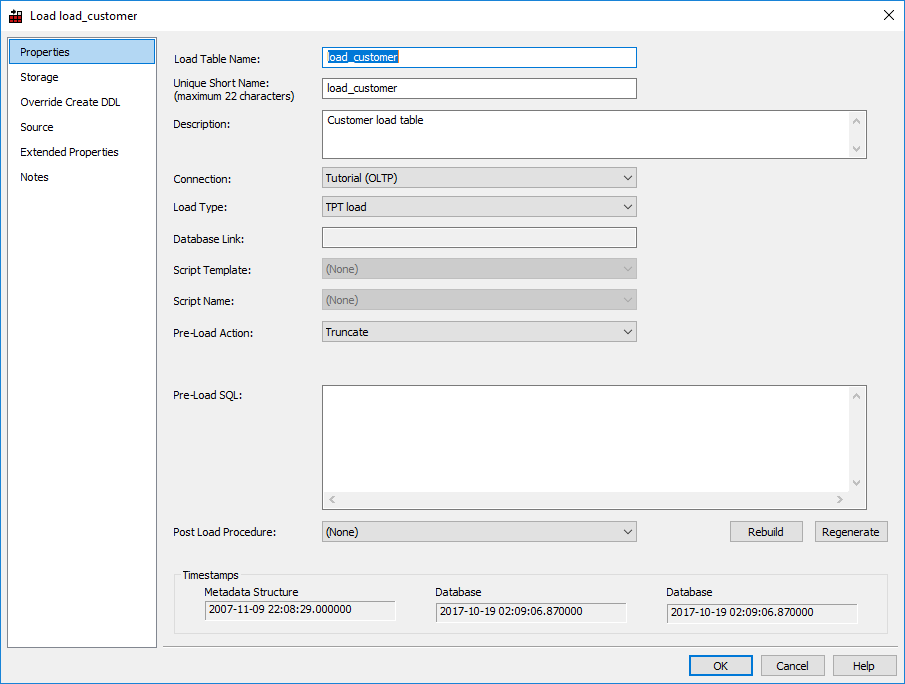 Load load_customer
Properties
Storage
Override Create DDL
Source
Extended Properties
Notes
Load Table Name: load_customer
Unique Short Name: load_customer
(maximum 22 characters)
Description: Customer load table
Connection: Tutorial (OLTP)
Load Type: TPT load
Database Link:
Script Template: (None)
Script Name: (None)
Pre-Load Action: Truncate
Pre-Load SQL:
Post Load Procedure: (None) Rebuild Regenerate
Timestamps
Metadata Structure Database Database
2007-11-09 22:08:29.000000 2017-10-19 02:09:06.870000 2017-10-19 02:09:06.870000
OK Cancel Help